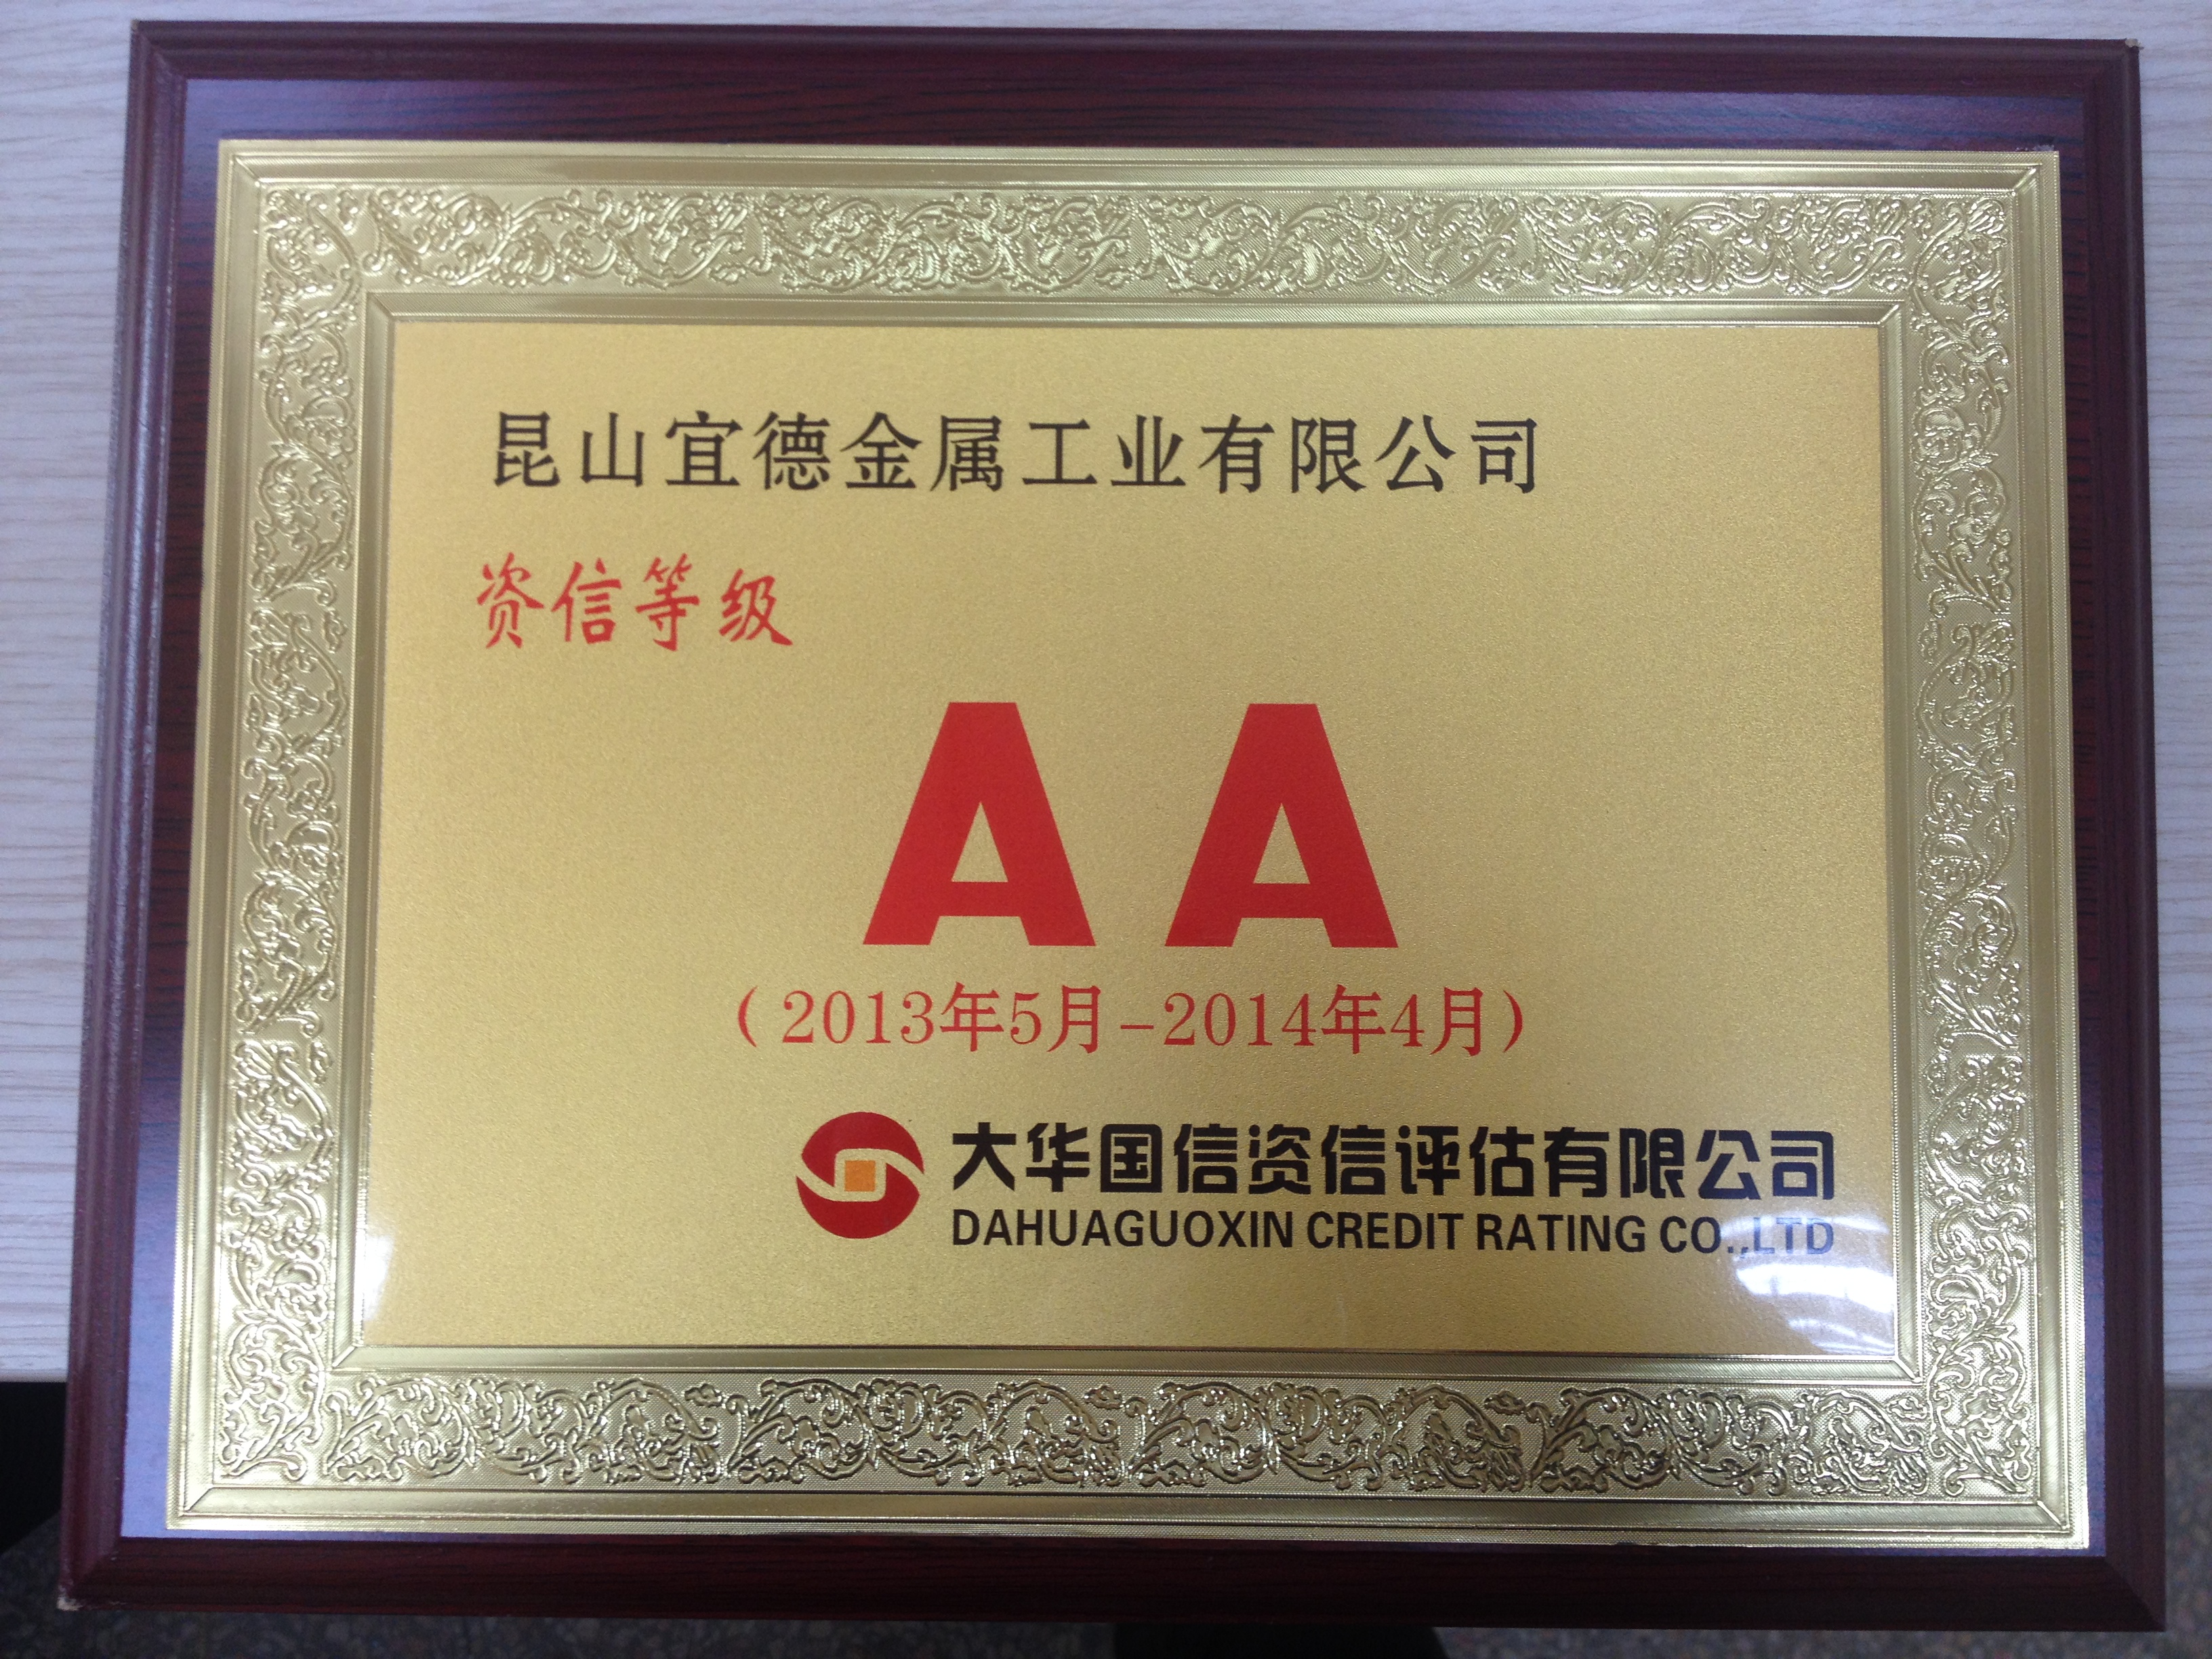 昆山宜德金属工业有限公司
资信等级
AA
（2013年5月-2014年4月）
大华国信资信评估有限公司
DAHUAGUOXIN CREDIT RATING CO.,LTD